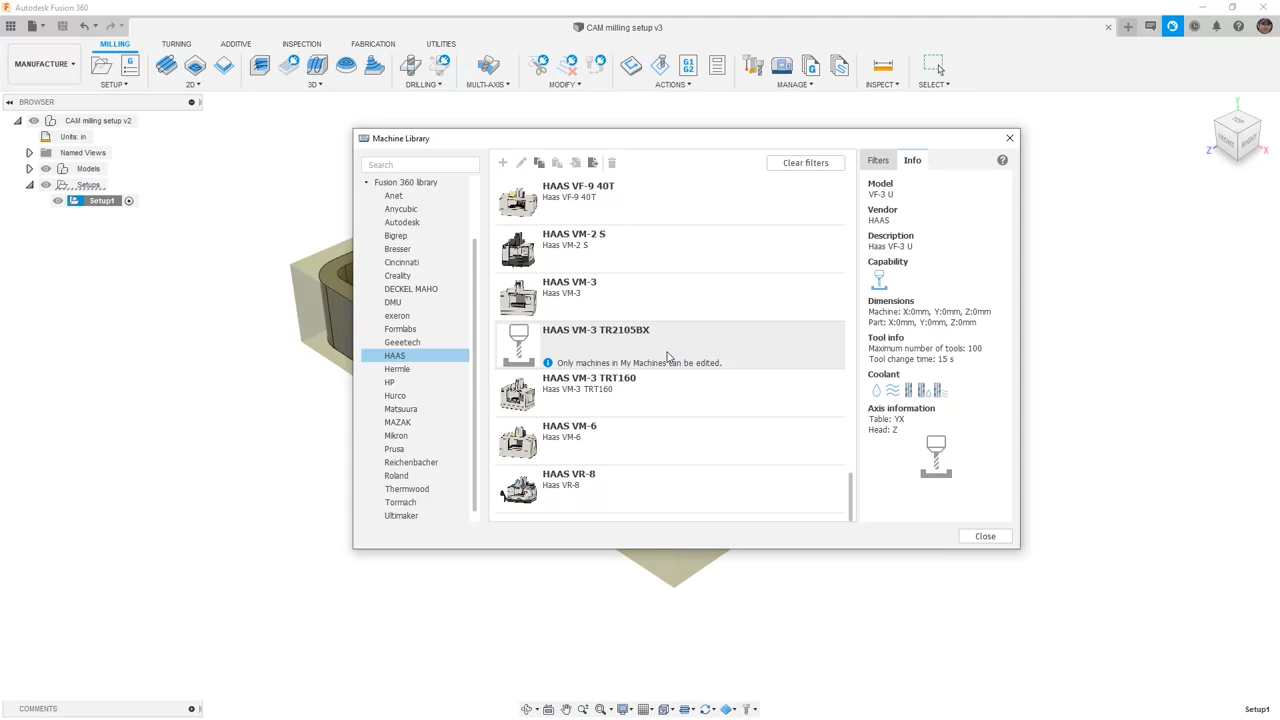 Autodesk Fusion 360
CAM milling setup v3
MILLING
TURNING
ADDITIVE
INSPECTION
FABRICATION
UTILITIES
MANUFACTURE
SETUP
2D
3D
DRILLING
MULTI-AXIS
MODIFY
ACTIONS
MANAGE
INSPECT
SELECT
G1
G2
BROWSER
CAM milling setup v2
Units: in
Named Views
Models
Setups
Setup1
Machine Library
Search
Fusion 360 library
Anet
Anycubic
Autodesk
Bigrep
Bresser
Cincinnati
Creality
DECKEL MAHO
DMU
exeron
Formlabs
Geeetech
HAAS
Hermle
HP
Hurco
Matsuura
MAZAK
Mikron
Prusa
Reichenbacher
Roland
Thermwood
Tormach
Ultimaker
Clear filters
HAAS VF-9 40T
Haas VF-9 40T
HAAS VM-2 S
Haas VM-2 S
HAAS VM-3
Haas VM-3
HAAS VM-3 TR2105BX
Only machines in My Machines can be edited.
HAAS VM-3 TRT160
Haas VM-3 TRT160
HAAS VM-6
Haas VM-6
HAAS VR-8
Haas VR-8
Filters
Info
Model
VF-3 U
Vendor
HAAS
Description
Haas VF-3 U
Capability
Dimensions
Machine: X:0mm, Y:0mm, Z:0mm
Part: X:0mm, Y:0mm, Z:0mm
Tool info
Maximum number of tools: 100
Tool change time: 15 s
Coolant
Axis information
Table: YX
Head: Z
Close
Y
TOP
FRONT
RIGHT
Z
X
COMMENTS
Setup1